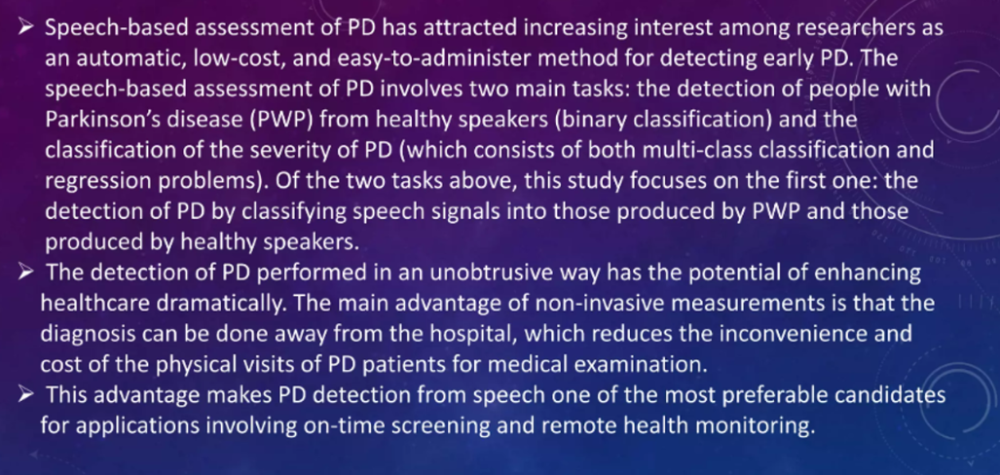 ➢ Speech-based assessment of PD has attracted increasing interest among researchers as
an automatic, low-cost, and easy-to-administer method for detecting early PD. The
speech-based assessment of PD involves two main tasks: the detection of people with
Parkinson’s disease (PWP) from healthy speakers (binary classification) and the
classification of the severity of PD (which consists of both multi-class classification and
regression problems). Of the two tasks above, this study focuses on the first one: the
detection of PD by classifying speech signals into those produced by PWP and those
produced by healthy speakers.
➢ The detection of PD performed in an unobtrusive way has the potential of enhancing
healthcare dramatically. The main advantage of non-invasive measurements is that the
diagnosis can be done away from the hospital, which reduces the inconvenience and
cost of the physical visits of PD patients for medical examination.
➢ This advantage makes PD detection from speech one of the most preferable candidates
for applications involving on-time screening and remote health monitoring.